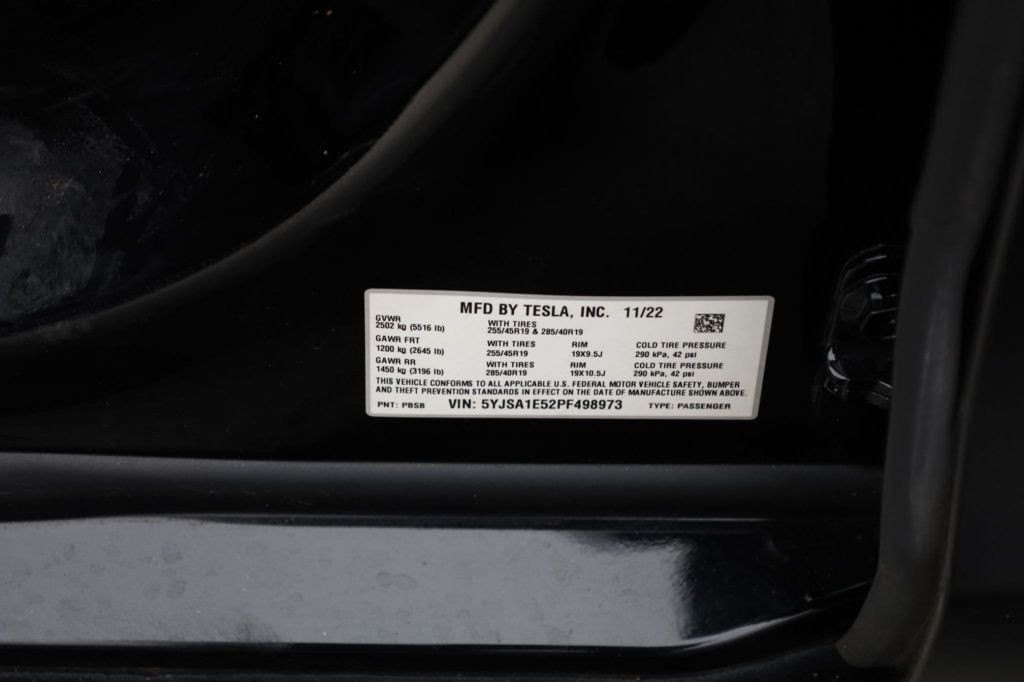 MFD BY TESLA, INC. 11/22
GVWR
2502 kg (5516 lb)
WITH TIRES
255/45R19 & 285/40R19
GAWR FRT
1200 kg (2645 lb)
WITH TIRES
255/45R19
RIM
19X9.5J
COLD TIRE PRESSURE
290 kPa, 42 psi
GAWR RR
1450 kg (3196 lb)
WITH TIRES
285/40R19
RIM
19X10.5J
COLD TIRE PRESSURE
290 kPa, 42 psi
THIS VEHICLE CONFORMS TO ALL APPLICABLE U.S. FEDERAL MOTOR VEHICLE SAFETY, BUMPER
AND THEFT PREVENTION STANDARDS IN EFFECT ON THE DATE OF MANUFACTURE SHOWN ABOVE.
PNT: PBSB VIN: 5YJSA1E52PF498973 TYPE: PASSENGER